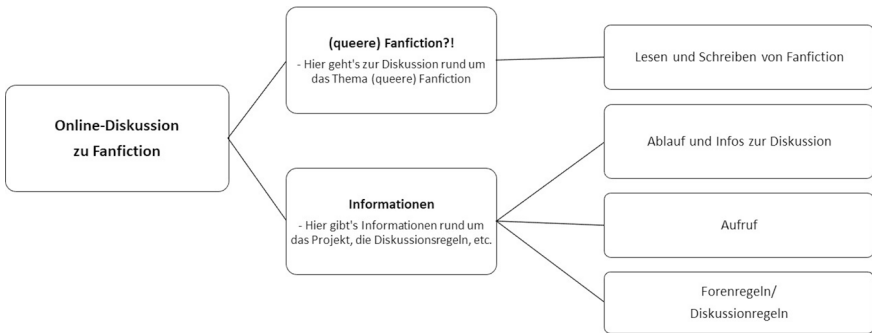 Online-Diskussion
zu Fanfiction
(queere) Fanfiction?!
- Hier geht's zur Diskussion rund um
das Thema (queere) Fanfiction
Lesen und Schreiben von Fanfiction
Informationen
- Hier gibt's Informationen rund um
das Projekt, die Diskussionsregeln, etc.
Ablauf und Infos zur Diskussion
Aufruf
Forenregeln/
Diskussionregeln